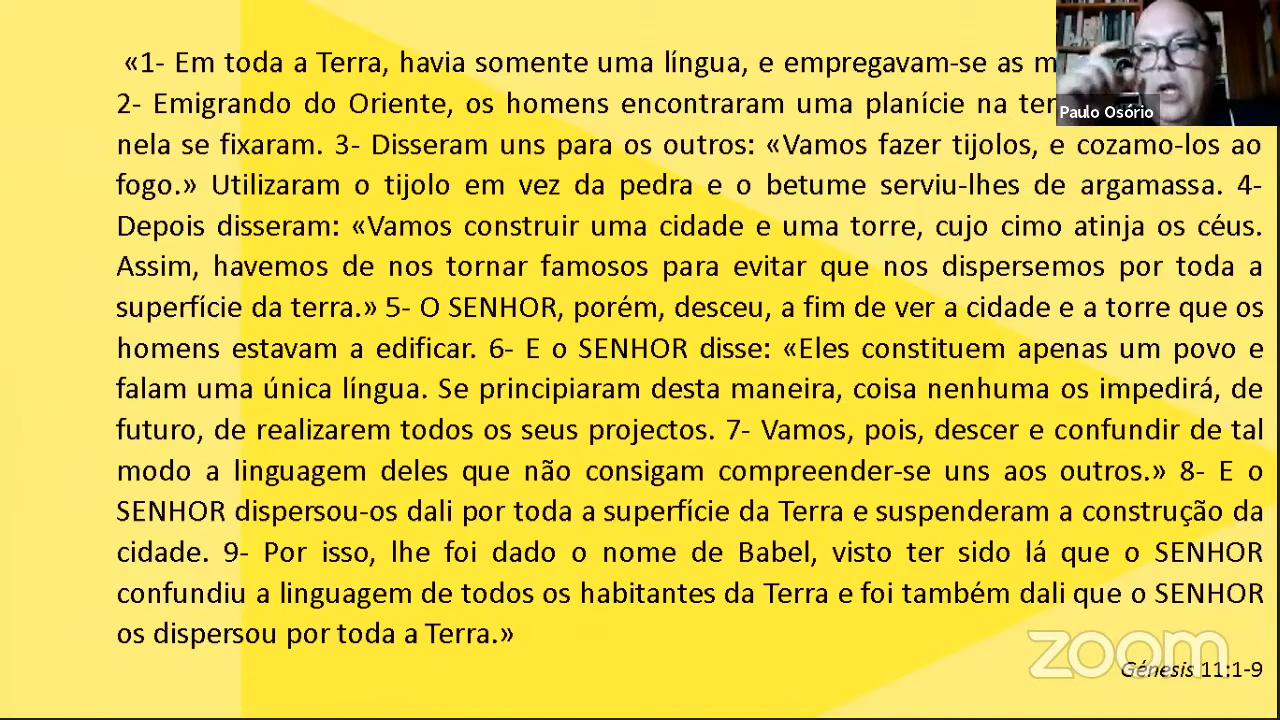 «1- Em toda a Terra, havia somente uma língua, e empregavam-se as
2- Emigrando do Oriente, os homens encontraram uma planície na
nela se fixaram. 3- Disseram uns para os outros: «Vamos fazer tijolos, e cozamo-los ao
fogo.» Utilizaram o tijolo em vez da pedra e o betume serviu-lhes de argamassa. 4-
Depois disseram: «Vamos construir uma cidade e uma torre, cujo cimo atinja os céus.
Assim, havemos de nos tornar famosos para evitar que nos dispersemos por toda a
superfície da terra.» 5- O SENHOR, porém, desceu, a fim de ver a cidade e a torre que os
homens estavam a edificar. 6- E o SENHOR disse: «Eles constituem apenas um povo e
falam uma única língua. Se principiaram desta maneira, coisa nenhuma os impedirá, de
futuro, de realizarem todos os seus projectos. 7- Vamos, pois, descer e confundir de tal
modo a linguagem deles que não consigam compreender-se uns aos outros.» 8- E o
SENHOR dispersou-os dali por toda a superfície da Terra e suspenderam a construção da
cidade. 9- Por isso, lhe foi dado o nome de Babel, visto ter sido lá que o SENHOR
confundiu a linguagem de todos os habitantes da Terra e foi também dali que o SENHOR
os dispersou por toda a Terra.»
Génesis 11:1-9
Paulo Osório
zoom